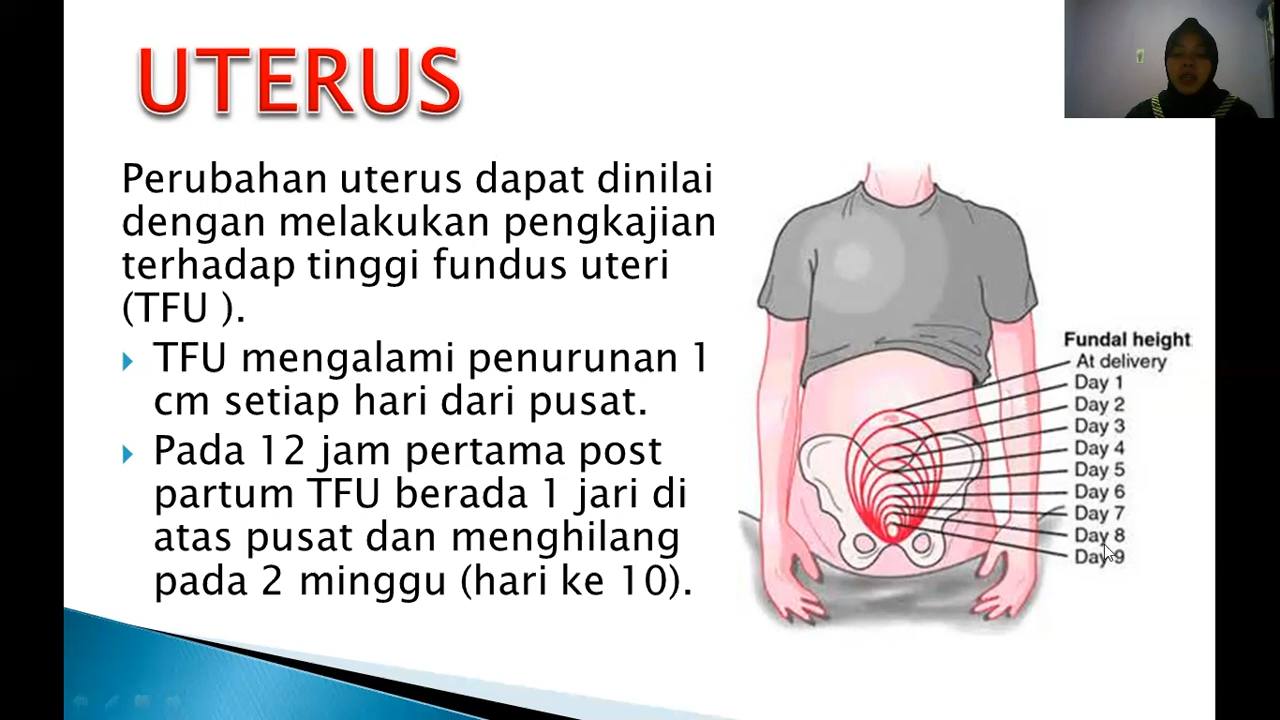 UTERUS
Perubahan uterus dapat dinilai
dengan melakukan pengkajian
terhadap tinggi fundus uteri
(TFU ).
TFU mengalami penurunan 1
cm setiap hari dari pusat.
Pada 12 jam pertama post
partum TFU berada 1 jari di
atas pusat dan menghilang
pada 2 minggu (hari ke 10).
Fundal height
At delivery
Day 1
Day 2
Day 3
Day 4
Day 5
Day 6
Day 7
Day 8
Day 9